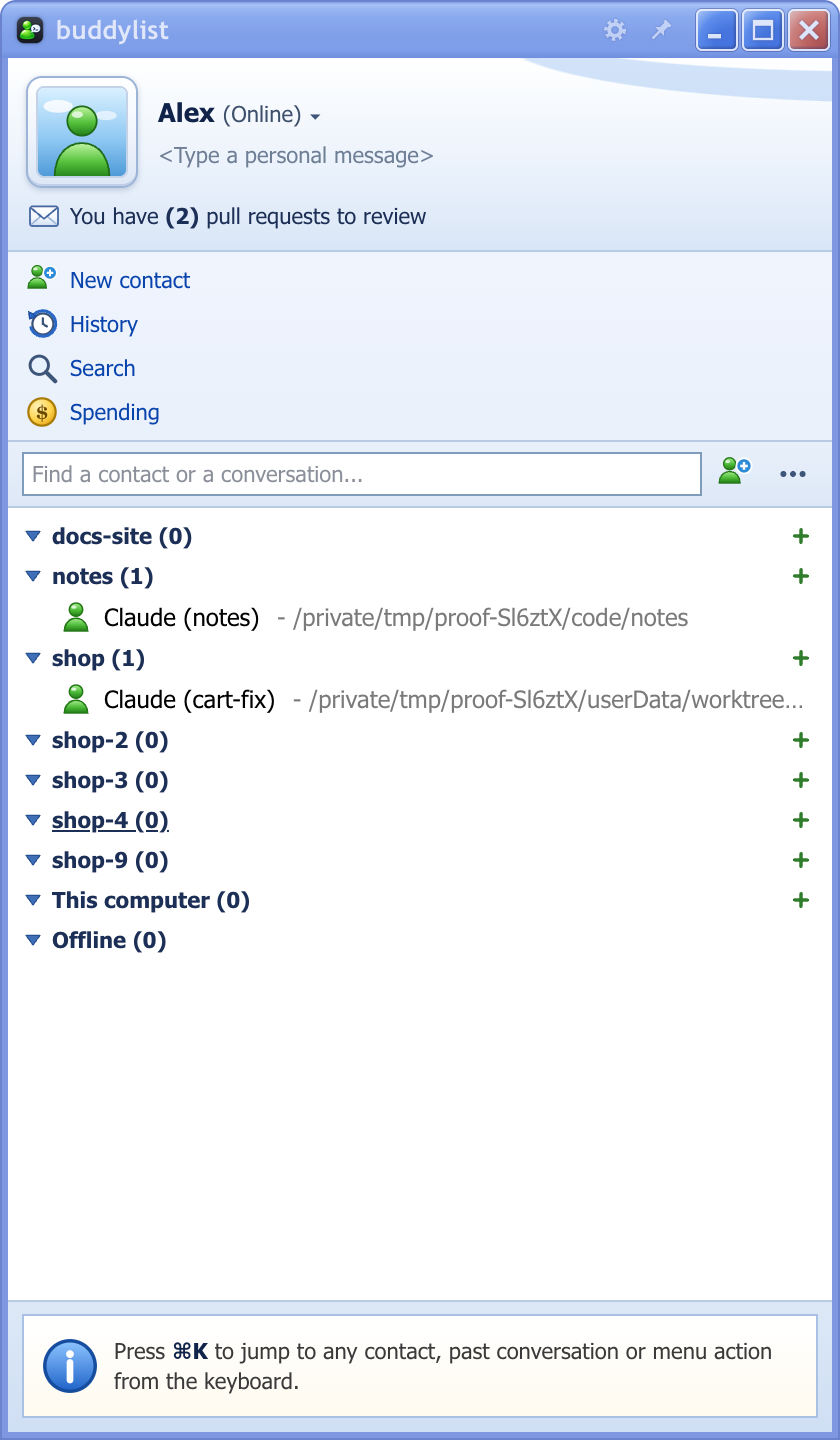 buddylist
Alex (Online)
<Type a personal message>
You have (2) pull requests to review
New contact
History
Search
$
Spending
Find a contact or a conversation...
docs-site (0)
notes (1)
Claude (notes) - /private/tmp/proof-Sl6ztX/code/notes
shop (1)
Claude (cart-fix) - /private/tmp/proof-Sl6ztX/userData/worktree...
shop-2 (0)
shop-3 (0)
shop-4 (0)
shop-9 (0)
This computer (0)
Offline (0)
Press ⌘K to jump to any contact, past conversation or menu action
from the keyboard.